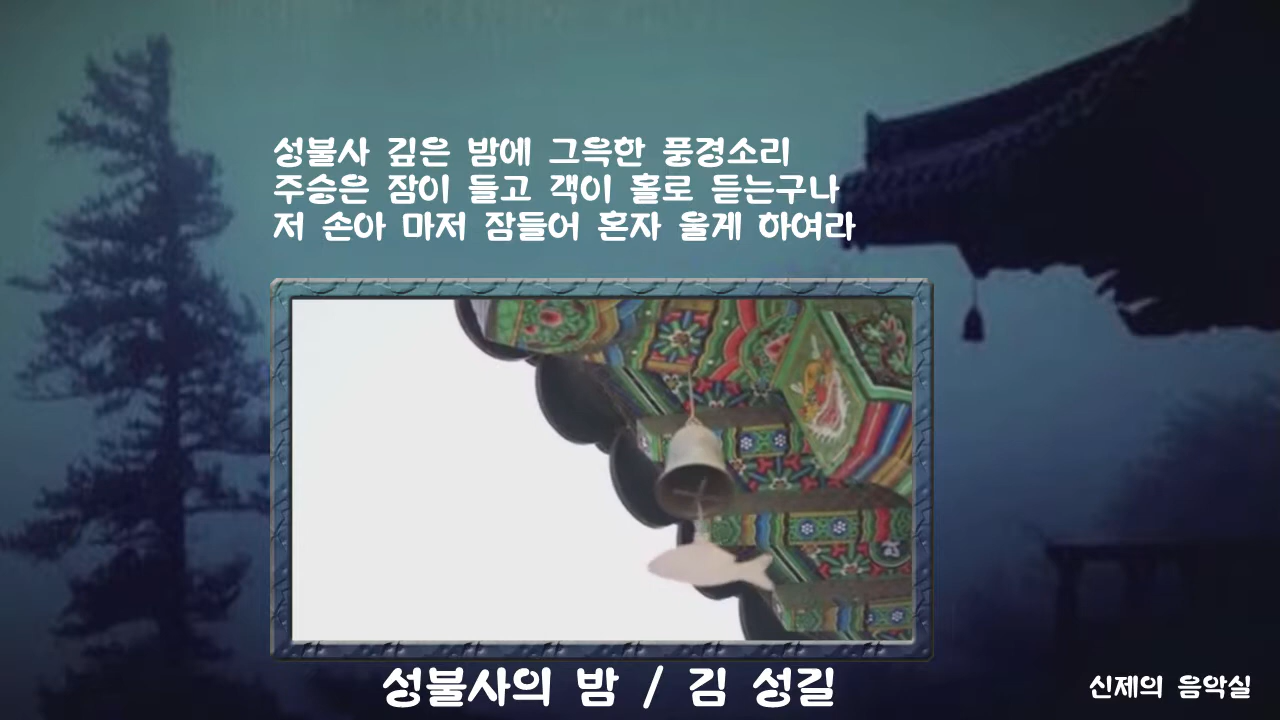 성불사 깊은 밤에 그윽한 풍경소리
주승은 잠이 들고 객이 홀로 듣는구나
저 손아 마저 잠들어 혼자 울게 하여라
성불사의 밤 / 김 성길
신제의 음악실